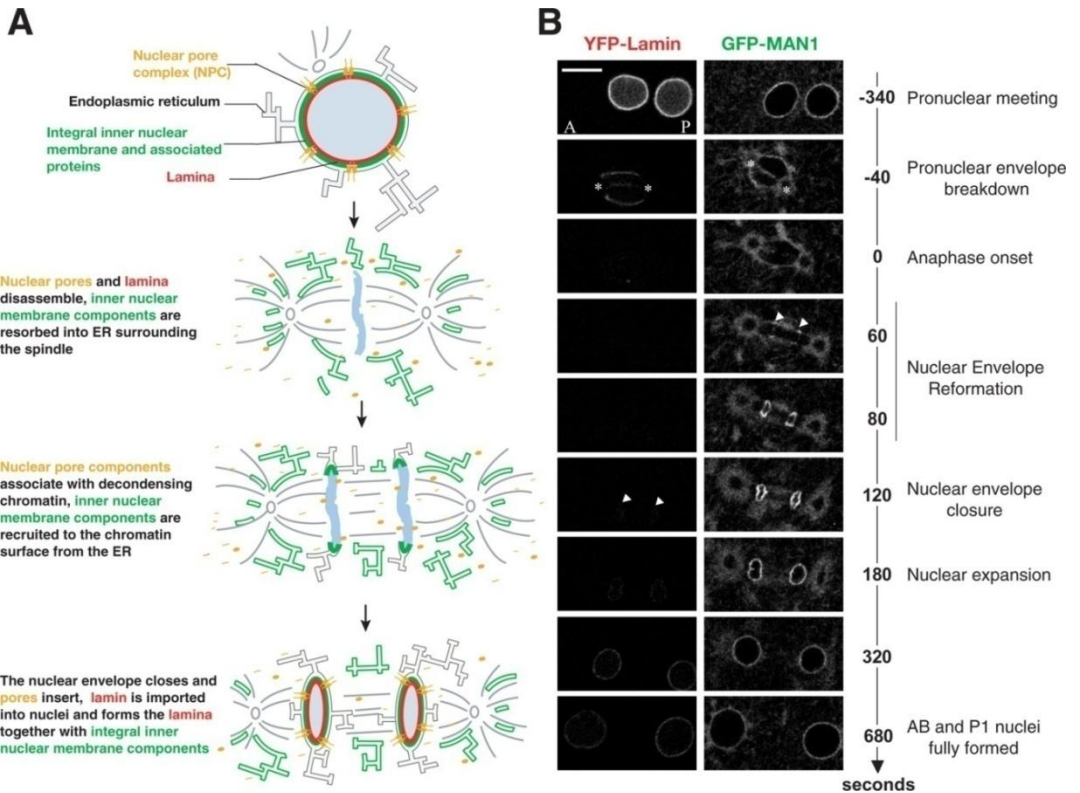 A
Nuclear pore
complex (NPC)
Endoplasmic reticulum
Integral inner nuclear
membrane and associated
proteins
Lamina
Nuclear pores and lamina
disassemble, inner nuclear
membrane components are
resorbed into ER surrounding
the spindle
Nuclear pore components
associate with decondensing
chromatin, inner nuclear
membrane components are
recruited to the chromatin
surface from the ER
The nuclear envelope closes and
pores insert, lamin is imported
into nuclei and forms the lamina
together with integral inner
nuclear membrane components
B
YFP-Lamin GFP-MAN1
A P
-340 Pronuclear meeting
* * * *
-40 Pronuclear envelope
breakdown
0 Anaphase onset
60
Nuclear Envelope
Reformation
80
120 Nuclear envelope
closure
180 Nuclear expansion
320
680 AB and P1 nuclei
fully formed
seconds